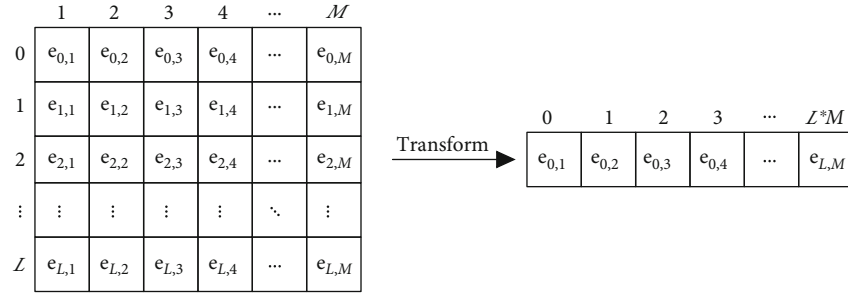 1 2 3 4 ... M
0 e0,1 e0,2 e0,3 e0,4 ... e0,M
1 e1,1 e1,2 e1,3 e1,4 ... e1,M
2 e2,1 e2,2 e2,3 e2,4 ... e2,M
⋮ ⋮ ⋮ ⋮ ⋮ ⋱ ⋮
L eL,1 eL,2 eL,3 eL,4 ... eL,M
Transform
0 1 2 3 ... L*M
e0,1 e0,2 e0,3 e0,4 ... eL,M